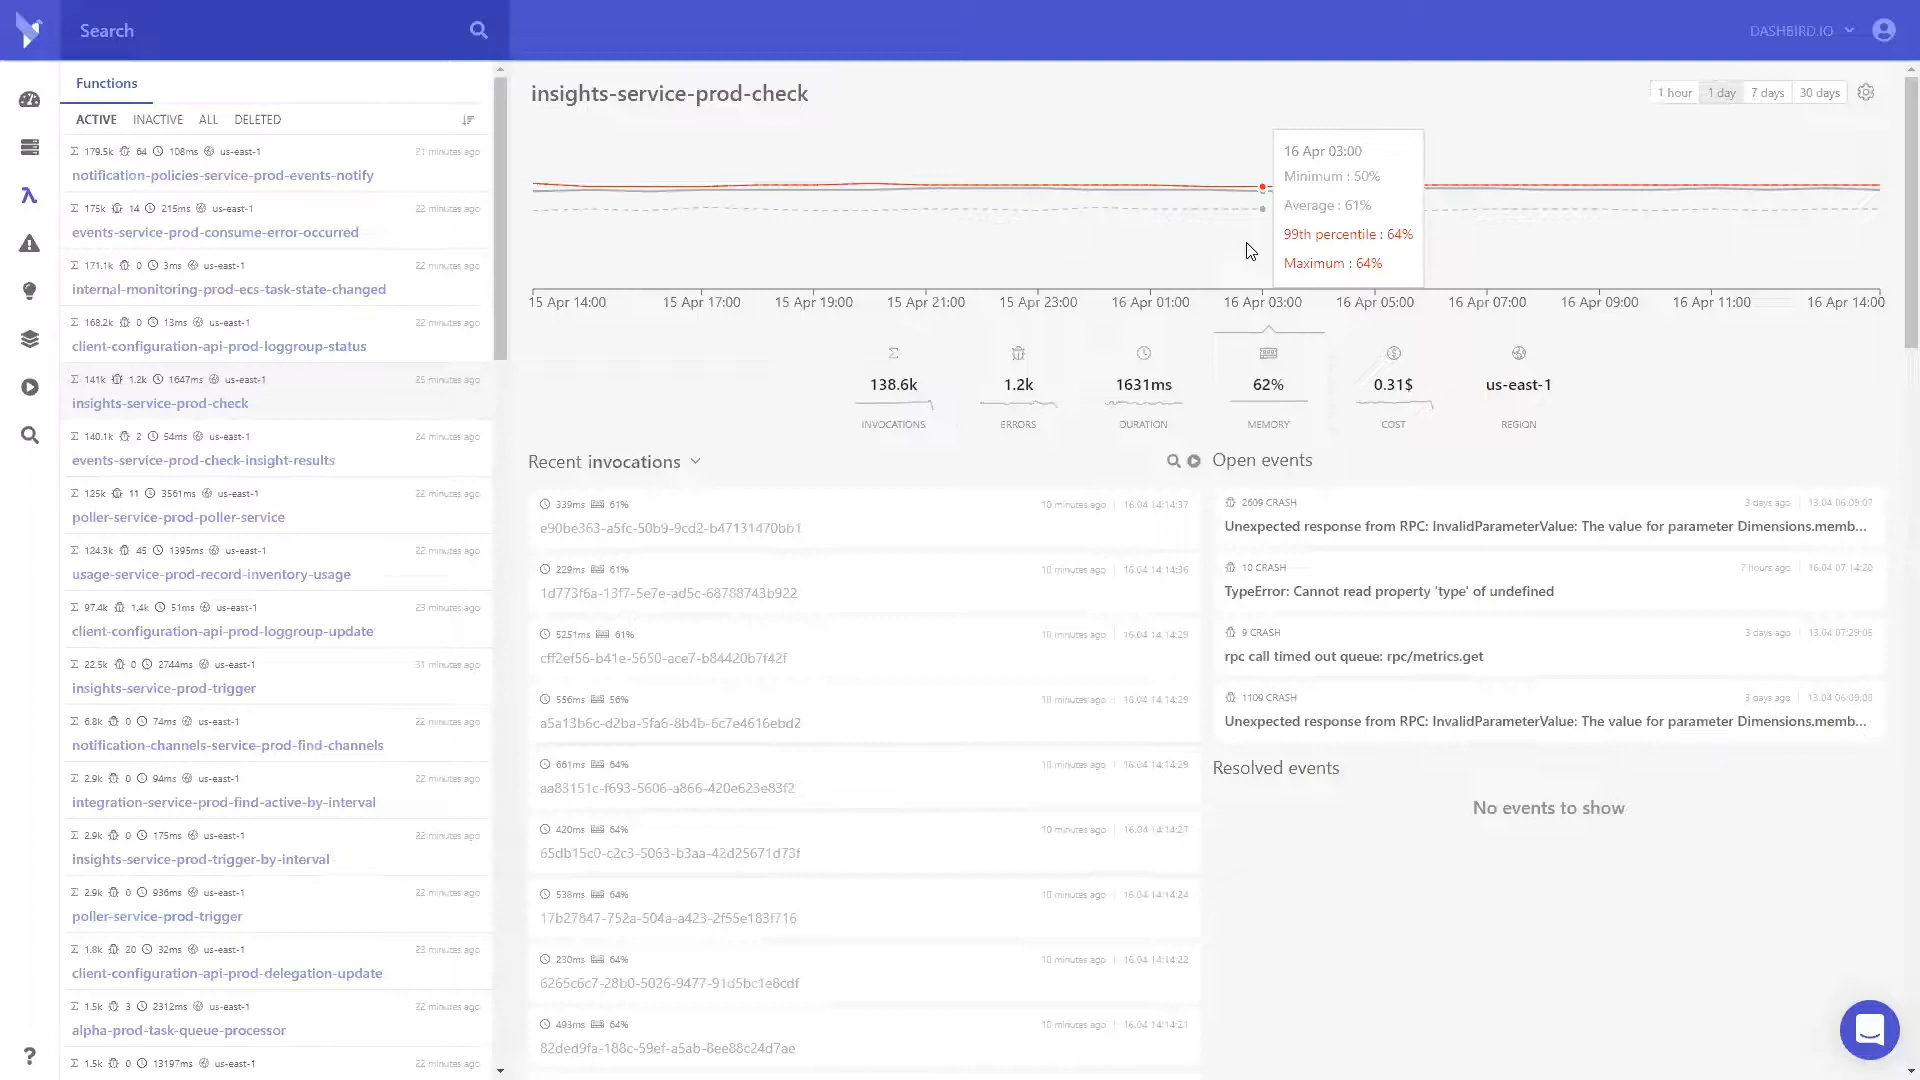 Search
DASHBIRD.IO
Functions
ACTIVE INACTIVE ALL DELETED
179.5k 64 108ms us-east-1 21 minutes ago
notification-policies-service-prod-events-notify
175k 14 215ms us-east-1 22 minutes ago
events-service-prod-consume-error-occurred
171.1k 0 3ms us-east-1 22 minutes ago
internal-monitoring-prod-ecs-task-state-changed
168.2k 0 13ms us-east-1 22 minutes ago
client-configuration-api-prod-loggroup-status
141k 1.2k 1647ms us-east-1 25 minutes ago
insights-service-prod-check
140.1k 2 54ms us-east-1 24 minutes ago
events-service-prod-check-insight-results
125k 11 3561ms us-east-1 22 minutes ago
poller-service-prod-poller-service
124.3k 45 1395ms us-east-1 22 minutes ago
usage-service-prod-record-inventory-usage
97.4k 1.4k 51ms us-east-1 23 minutes ago
client-configuration-api-prod-loggroup-update
22.5k 0 2744ms us-east-1 31 minutes ago
insights-service-prod-trigger
6.8k 0 74ms us-east-1 22 minutes ago
notification-channels-service-prod-find-channels
2.9k 0 94ms us-east-1 22 minutes ago
integration-service-prod-find-active-by-interval
2.9k 0 175ms us-east-1 22 minutes ago
insights-service-prod-trigger-by-interval
2.9k 0 936ms us-east-1 22 minutes ago
poller-service-prod-trigger
1.8k 20 32ms us-east-1 23 minutes ago
client-configuration-api-prod-delegation-update
1.5k 3 2312ms us-east-1 22 minutes ago
alpha-prod-task-queue-processor
1.5k 0 13197ms us-east-1 22 minutes ago
insights-service-prod-check
1 hour 1 day 7 days 30 days
16 Apr 03:00
Minimum : 50%
Average : 61%
99th percentile : 64%
Maximum : 64%
15 Apr 14:00 15 Apr 17:00 15 Apr 19:00 15 Apr 21:00 15 Apr 23:00 16 Apr 01:00 16 Apr 03:00 16 Apr 05:00 16 Apr 07:00 16 Apr 09:00 16 Apr 11:00 16 Apr 14:00
138.6k 1.2k 1631ms 62% 0.31$ us-east-1
INVOCATIONS ERRORS DURATION MEMORY COST REGION
Recent invocations
339ms 61% 10 minutes ago 16.04 14:14:37
e90be363-a5fc-50b9-9cd2-b47131470bb1
229ms 61% 10 minutes ago 16.04 14:14:36
1d773f6a-13f7-5e7e-ad5c-68788743b922
5251ms 61% 10 minutes ago 16.04 14:14:29
cff2ef56-b41e-5650-ace7-b84420b7f42f
556ms 56% 10 minutes ago 16.04 14:14:29
a5a13b6c-d2ba-5fa6-8b4b-6c7e4616ebd2
661ms 64% 10 minutes ago 16.04 14:14:29
aa83151c-f693-5606-a866-420e623e83f2
420ms 64% 10 minutes ago 16.04 14:14:27
65db15c0-c2c3-5063-b3aa-42d25671d73f
538ms 64% 10 minutes ago 16.04 14:14:24
17b27847-752a-504a-a423-2f55e183f716
230ms 64% 10 minutes ago 16.04 14:14:22
6265c6c7-28b0-5026-9477-91d5bc1e8cdf
493ms 64% 10 minutes ago 16.04 14:14:21
82ded9fa-188c-59ef-a5ab-8ee88c24d7ae
Open events
2609 CRASH 3 days ago 13.04 06:09:07
Unexpected response from RPC: InvalidParameterValue: The value for parameter Dimensions.memb...
10 CRASH 7 hours ago 16.04 07:14:20
TypeError: Cannot read property 'type' of undefined
9 CRASH 3 days ago 13.04 07:29:05
rpc call timed out queue: rpc/metrics.get
1109 CRASH 3 days ago 13.04 06:09:08
Unexpected response from RPC: InvalidParameterValue: The value for parameter Dimensions.memb...
Resolved events
No events to show
?